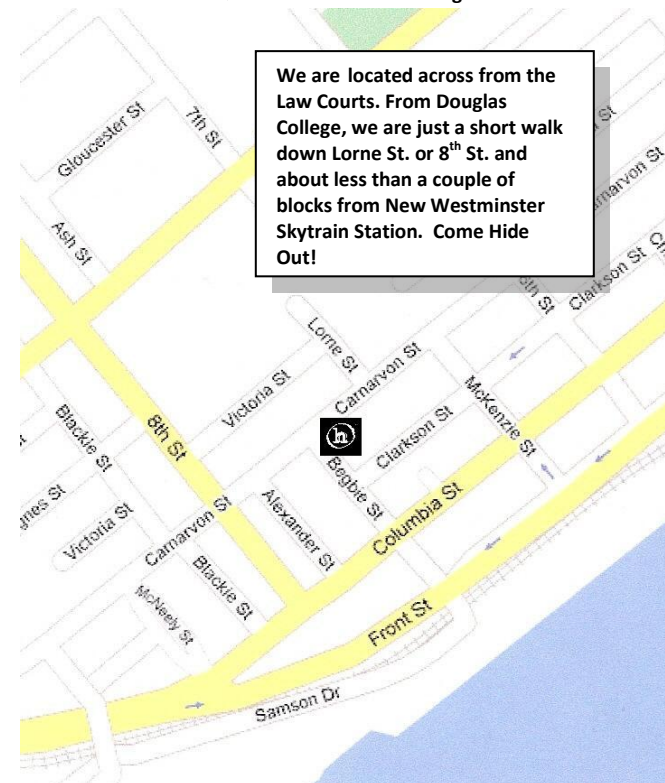 We are located across from the
Law Courts. From Douglas
College, we are just a short walk
down Lorne St. or 8th St. and
about less than a couple of
blocks from New Westminster
Skytrain Station. Come Hide
Out!
Gloucester St
7th St
Ash St
St
Carnarvon St
6th St
Clarkson St
Lorne St
Carnarvon St
Victoria St
McKenzie St
Blackie St
8th St
h
Clarkson St
Begbie St
Columbia St
Alexander St
St
Victoria St
Carnarvon St
Blackie St
McNeely St
Front St
Samson Dr